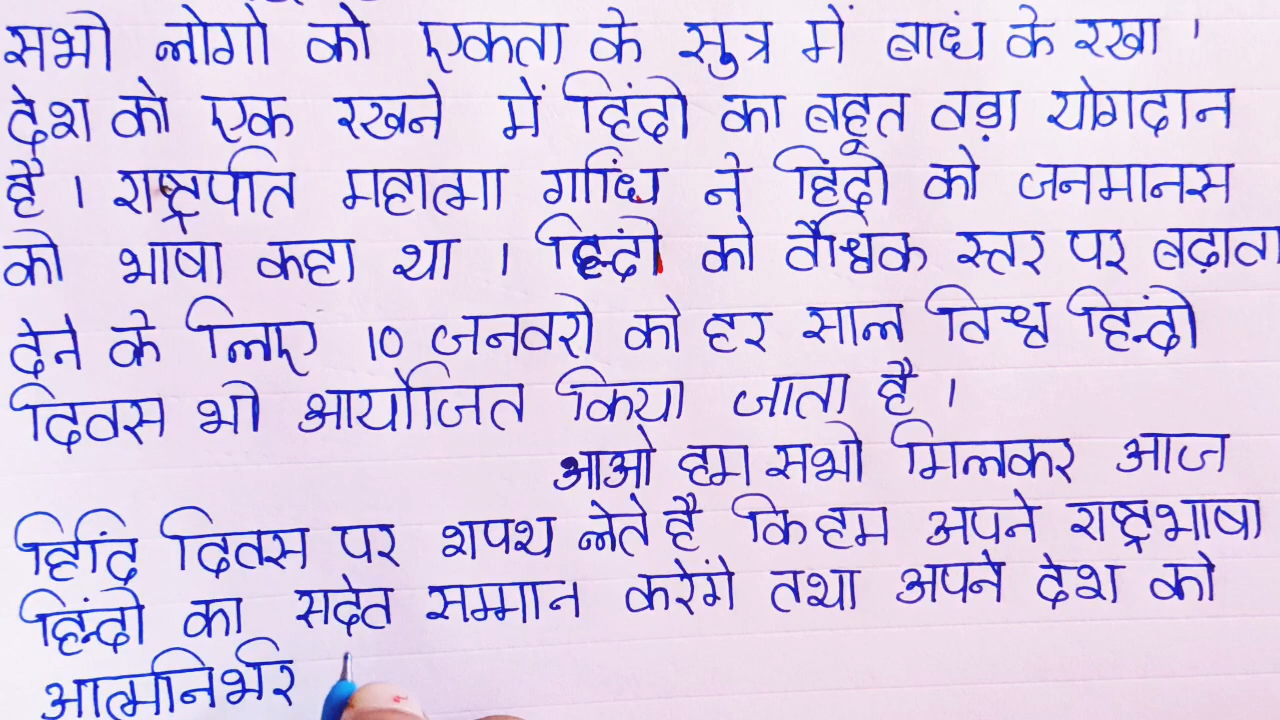 सभी लोगों को एकता के सुत्र में बाधं के रखा ।
देश को एक रखने में हिंदी का बहुत बड़ा योगदान
है । राष्ट्रपति महात्मा गांधि ने हिंदी को जनमानस
की भाषा कहा था । हिंदी को वैश्विक स्तर पर बढ़ावा
देने के लिए 10 जनवरी को हर साल विश्व हिन्दी
दिवस भी आयोजित किया जाता है ।
आओ हम सभी मिलकर आज
हिंदि दिवस पर शपथ लेते है कि हम अपने राष्ट्रभाषा
हिन्दी का सदेव सम्मान करेंगे तथा अपने देश को
आत्मनिर्भर